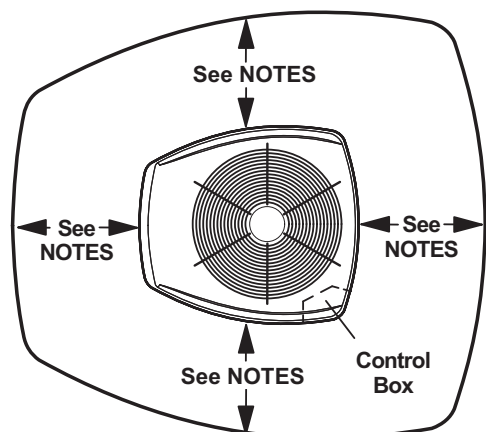 See NOTES
See
NOTES
See
NOTES
See NOTES
Control
Box